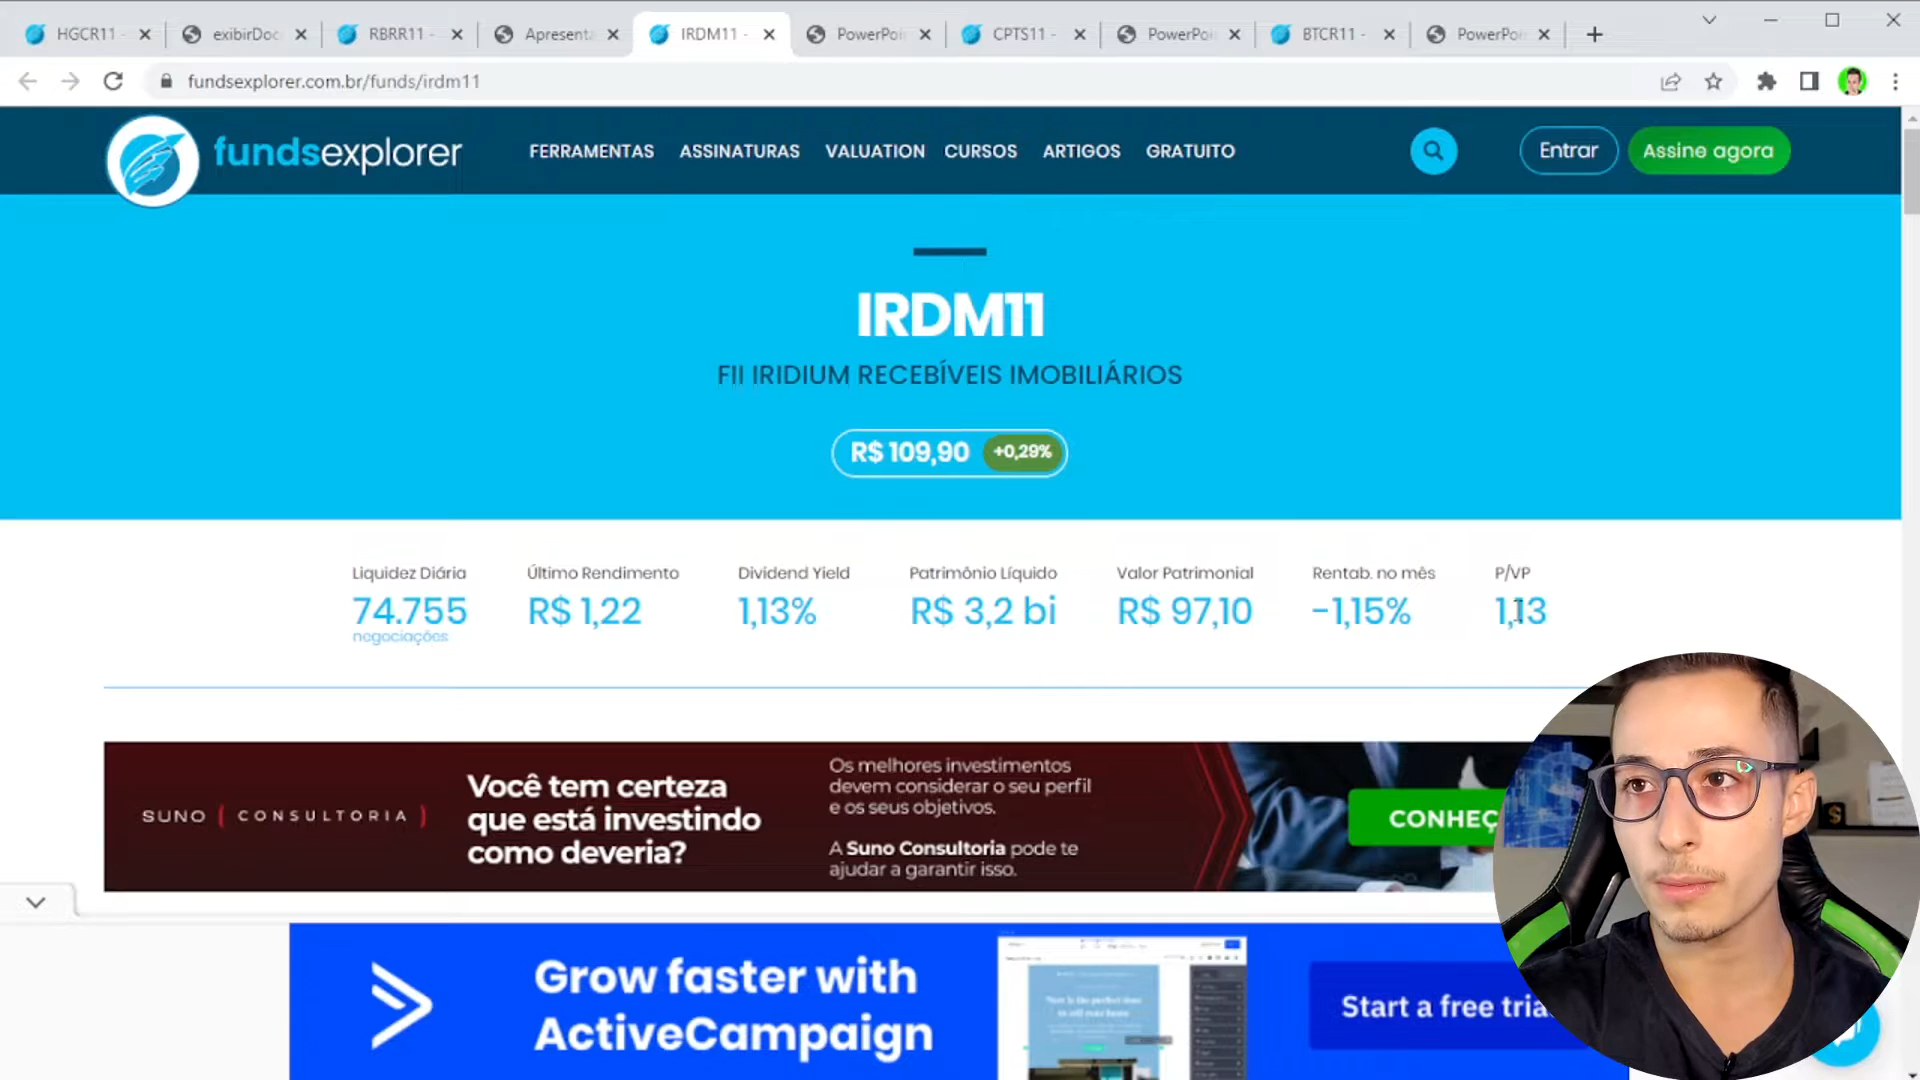 HGCR11 -
exibirDoc
RBRR11 -
Apresenta
IRDM11 -
PowerPoi
CPTS11 -
PowerPoi
BTCR11 -
PowerPoi
fundsexplorer.com.br/funds/irdm11
fundsexplorer
FERRAMENTAS
ASSINATURAS
VALUATION
CURSOS
ARTIGOS
GRATUITO
Entrar
Assine agora
IRDM11
FII IRIDIUM RECEBÍVEIS IMOBILIÁRIOS
R$ 109,90 +0,29%
Liquidez Diária
74.755
negociações
Último Rendimento
R$ 1,22
Dividend Yield
1,13%
Patrimônio Líquido
R$ 3,2 bi
Valor Patrimonial
R$ 97,10
Rentab. no mês
-1,15%
P/VP
1,13
SUNO ( CONSULTORIA )
Você tem certeza
que está investindo
como deveria?
Os melhores investimentos
devem considerar o seu perfil
e os seus objetivos.
A Suno Consultoria pode te
ajudar a garantir isso.
CONHEÇ
Grow faster with
ActiveCampaign
Start a free tria